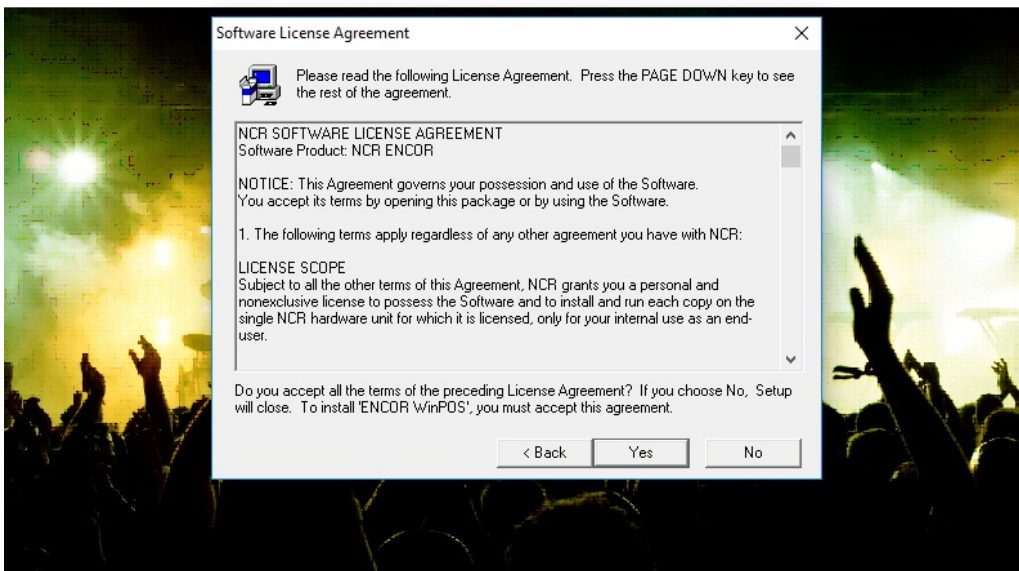 Software License Agreement
Please read the following License Agreement. Press the PAGE DOWN key to see
the rest of the agreement.
NCR SOFTWARE LICENSE AGREEMENT
Software Product: NCR ENCOR
NOTICE: This Agreement governs your possession and use of the Software.
You accept its terms by opening this package or by using the Software.
1. The following terms apply regardless of any other agreement you have with NCR:
LICENSE SCOPE
Subject to all the other terms of this Agreement, NCR grants you a personal and
nonexclusive license to possess the Software and to install and run each copy on the
single NCR hardware unit for which it is licensed, only for your internal use as an end-
user.
Do you accept all the terms of the preceding License Agreement? If you choose No, Setup
will close. To install 'ENCOR WinPOS', you must accept this agreement.
< Back
Yes
No